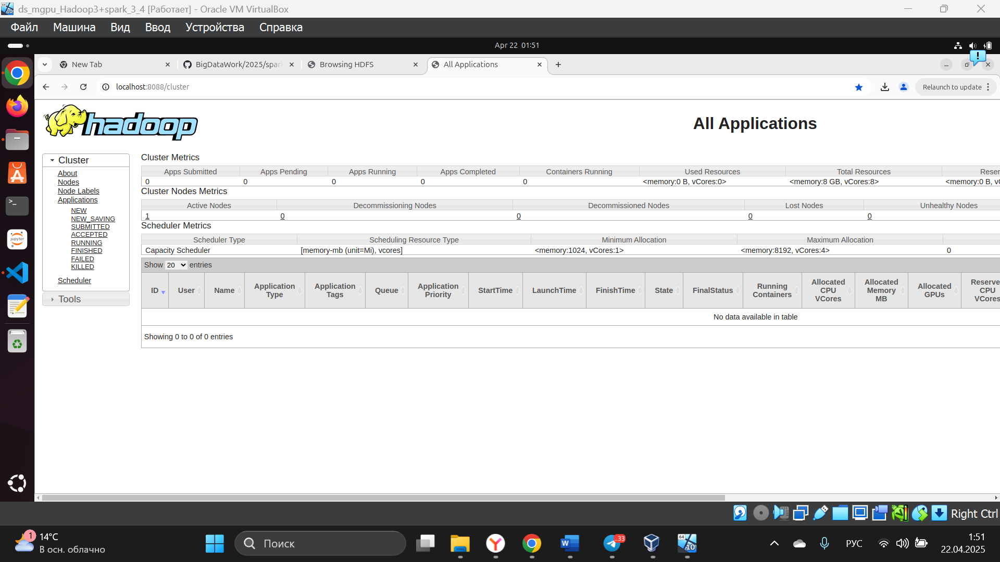 ds_mgpu_Hadoop3+spark_3_4 [Работает] - Oracle VM VirtualBox
Файл Машина Вид Ввод Устройства Справка
Apr 22 01:51
New Tab
BigDataWork/2025/spar
Browsing HDFS
All Applications
localhost:8088/cluster
Relaunch to update
hadoop
All Applications
Cluster
About
Nodes
Node Labels
Applications
NEW
NEW_SAVING
SUBMITTED
ACCEPTED
RUNNING
FINISHED
FAILED
KILLED
Scheduler
Tools
Cluster Metrics
Apps Submitted Apps Pending Apps Running Apps Completed Containers Running Used Resources Total Resources Reser
0 0 0 0 0 <memory:0 B, vCores:0> <memory:8 GB, vCores:8> <memory:0 B, vC
Cluster Nodes Metrics
Active Nodes Decommissioning Nodes Decommissioned Nodes Lost Nodes Unhealthy Nodes
1 0 0 0 0
Scheduler Metrics
Scheduler Type Scheduling Resource Type Minimum Allocation Maximum Allocation
Capacity Scheduler [memory-mb (unit=Mi), vcores] <memory:1024, vCores:1> <memory:8192, vCores:4> 0
Show 20 entries
ID User Name Application Type Application Tags Queue Application Priority StartTime LaunchTime FinishTime State FinalStatus Running Containers Allocated CPU VCores Allocated Memory MB Allocated GPUs Reserve CPU VCores
No data available in table
Showing 0 to 0 of 0 entries
Right Ctrl
1
14°C
В осн. облачно
Поиск
..33
РУС
1:51
22.04.2025